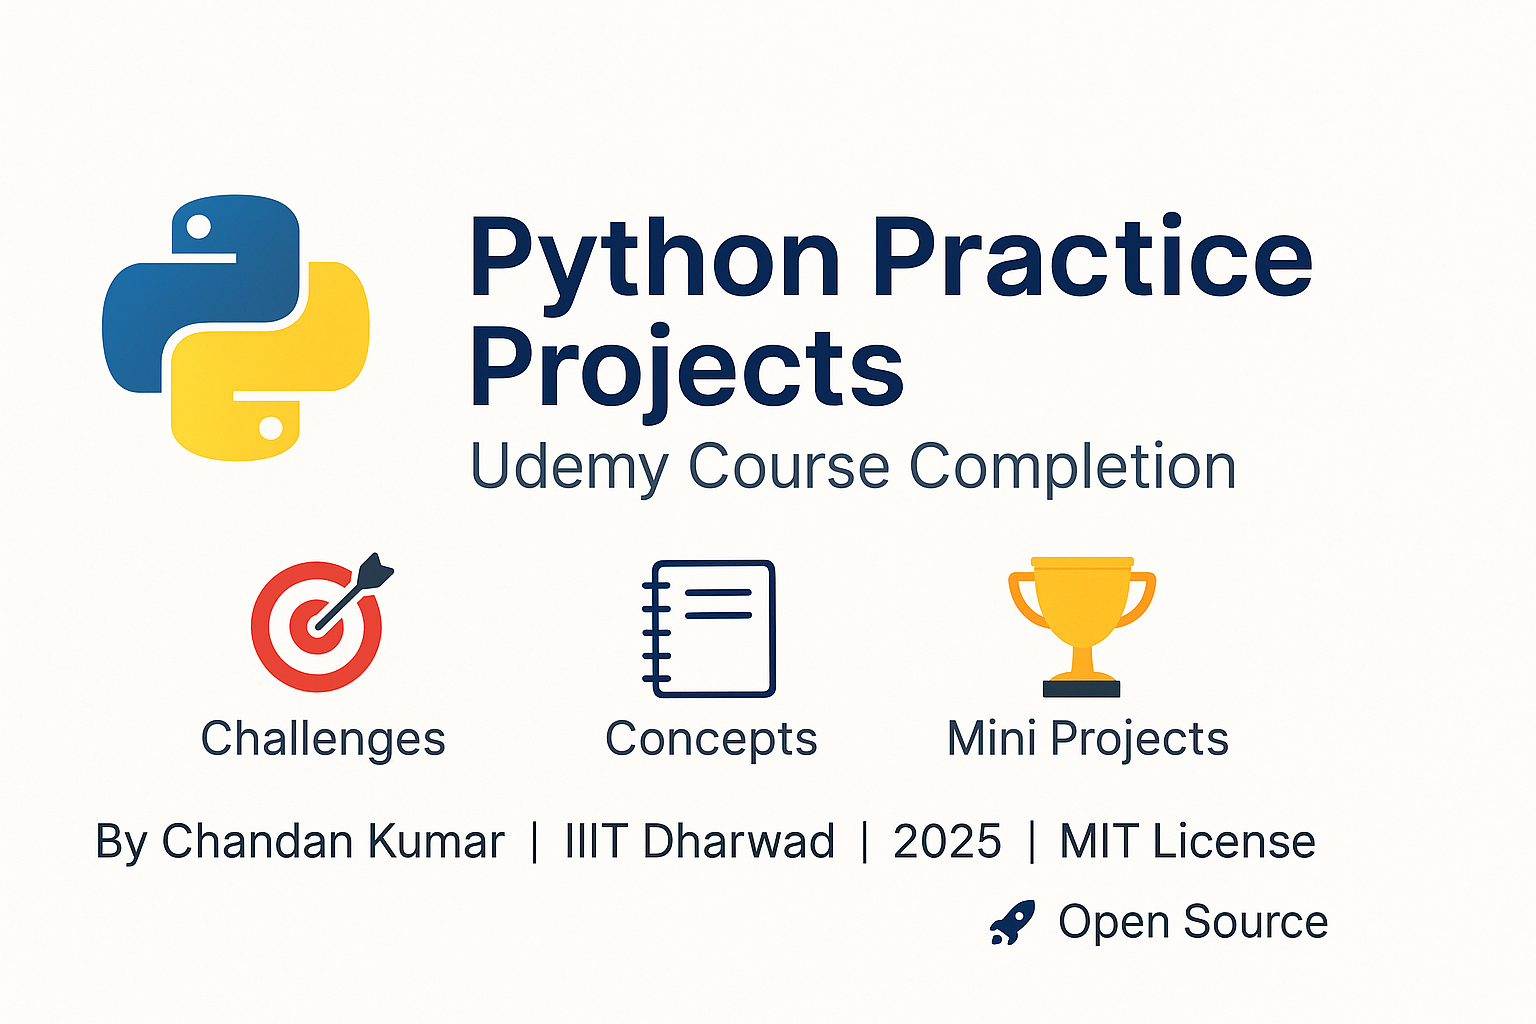 Python Practice
Projects
Udemy Course Completion
Challenges
Concepts
Mini Projects
By Chandan Kumar | IIIT Dharwad | 2025 | MIT License
Open Source